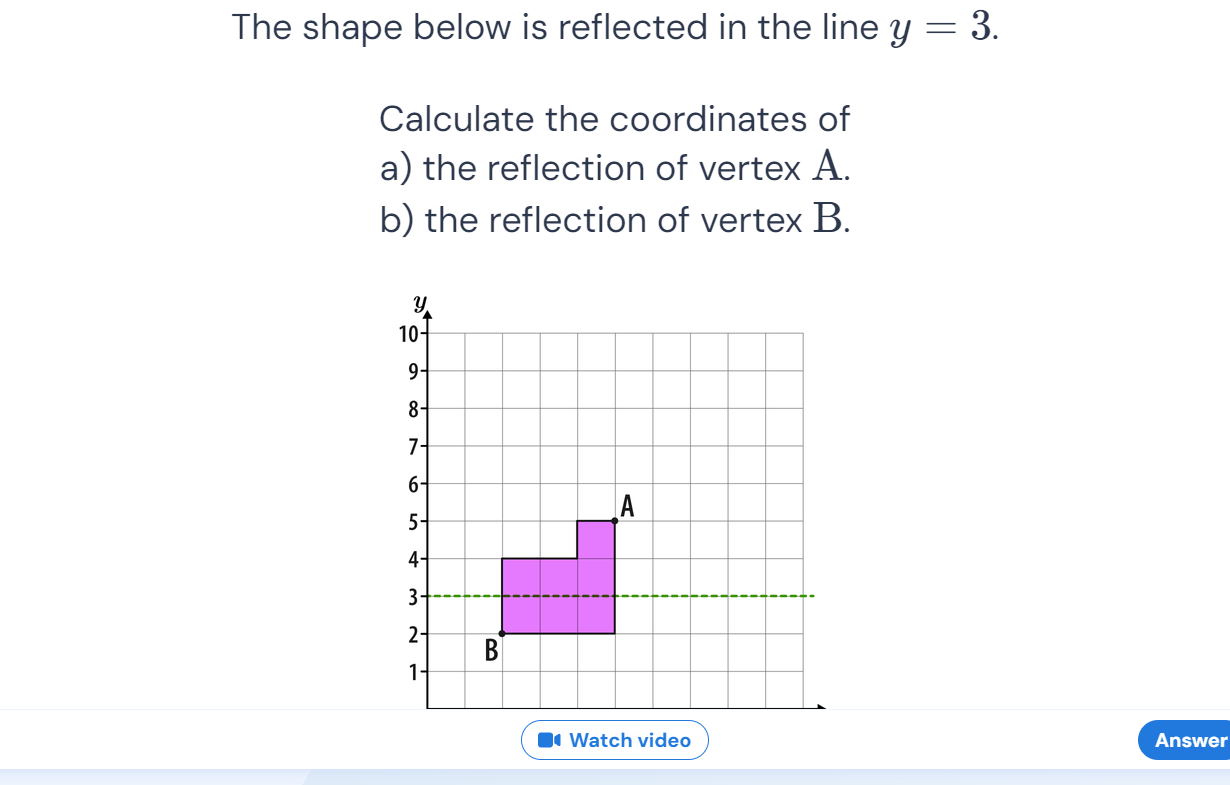 The shape below is reflected in the line y = 3.
Calculate the coordinates of
a) the reflection of vertex A.
b) the reflection of vertex B.
y
10
9
8
7
6
A
5
4
3
2
B
1
Watch video
Answer